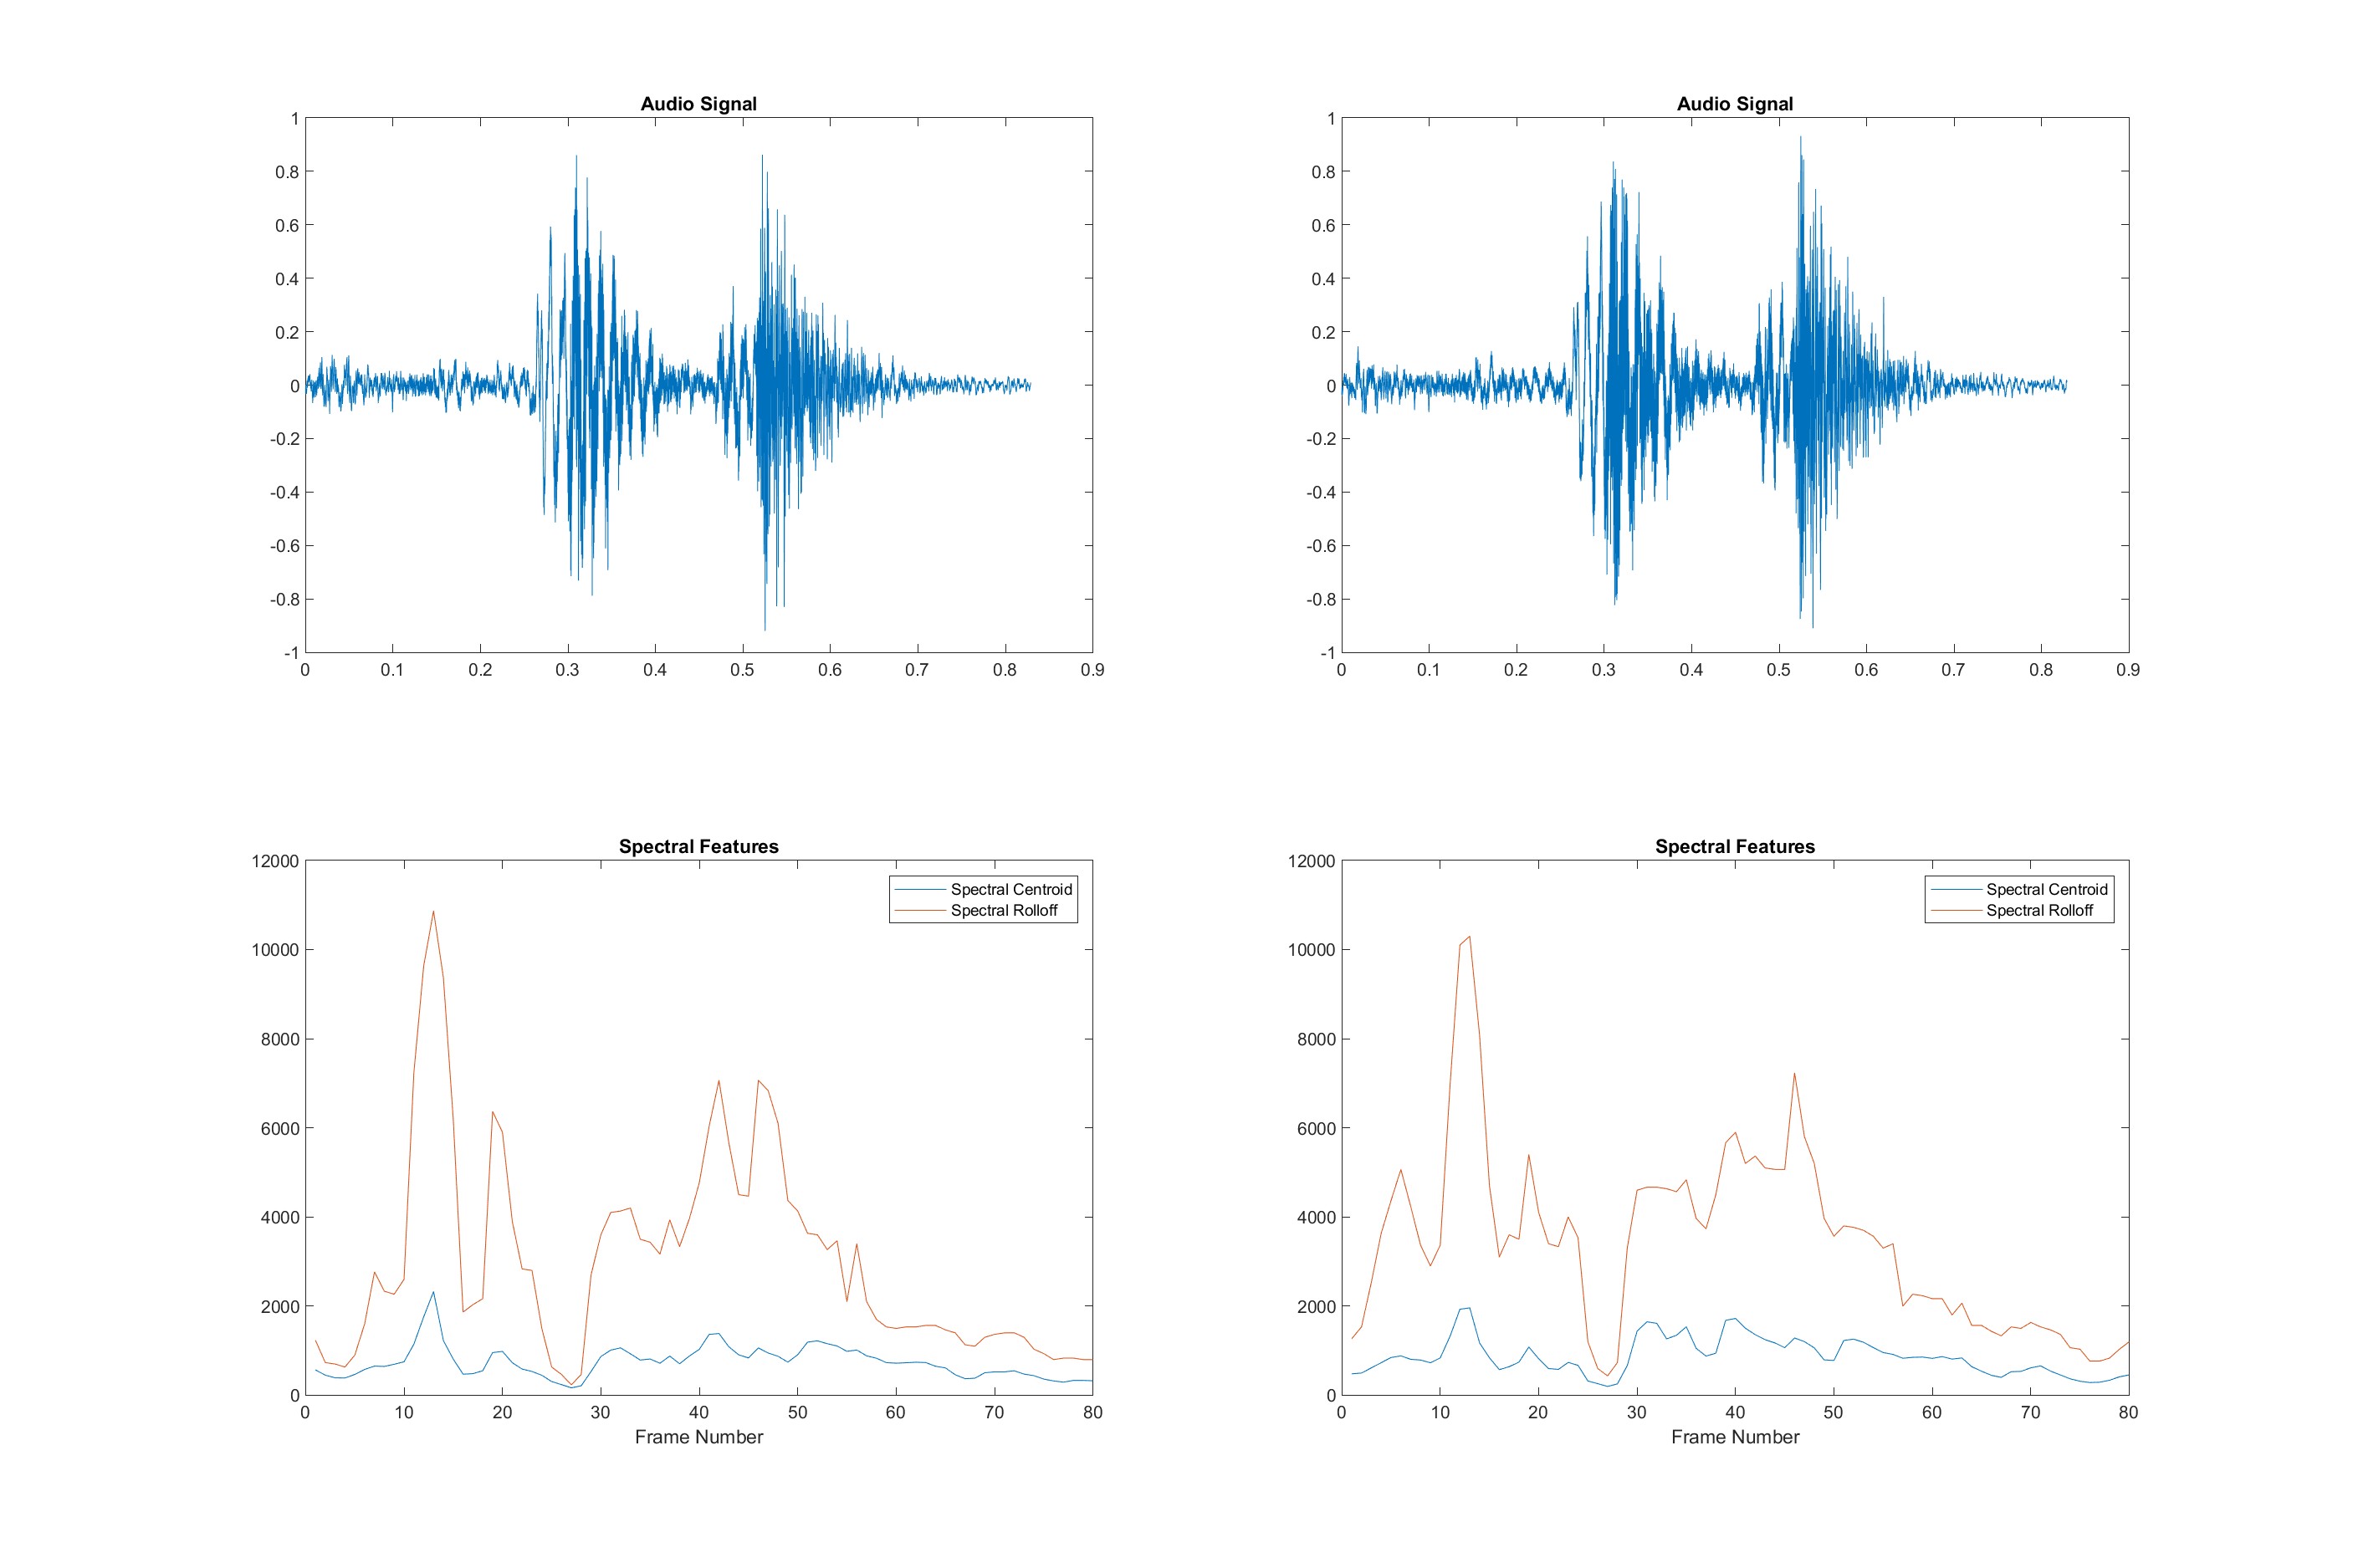 Audio Signal
1
0.8
0.6
0.4
0.2
0
-0.2
-0.4
-0.6
-0.8
-1
0 0.1 0.2 0.3 0.4 0.5 0.6 0.7 0.8 0.9
Audio Signal
1
0.8
0.6
0.4
0.2
0
-0.2
-0.4
-0.6
-0.8
-1
0 0.1 0.2 0.3 0.4 0.5 0.6 0.7 0.8 0.9
Spectral Features
12000
10000
8000
6000
4000
2000
0
Spectral Centroid
Spectral Rolloff
0 10 20 30 40 50 60 70 80
Frame Number
Spectral Features
12000
10000
8000
6000
4000
2000
0
Spectral Centroid
Spectral Rolloff
0 10 20 30 40 50 60 70 80
Frame Number